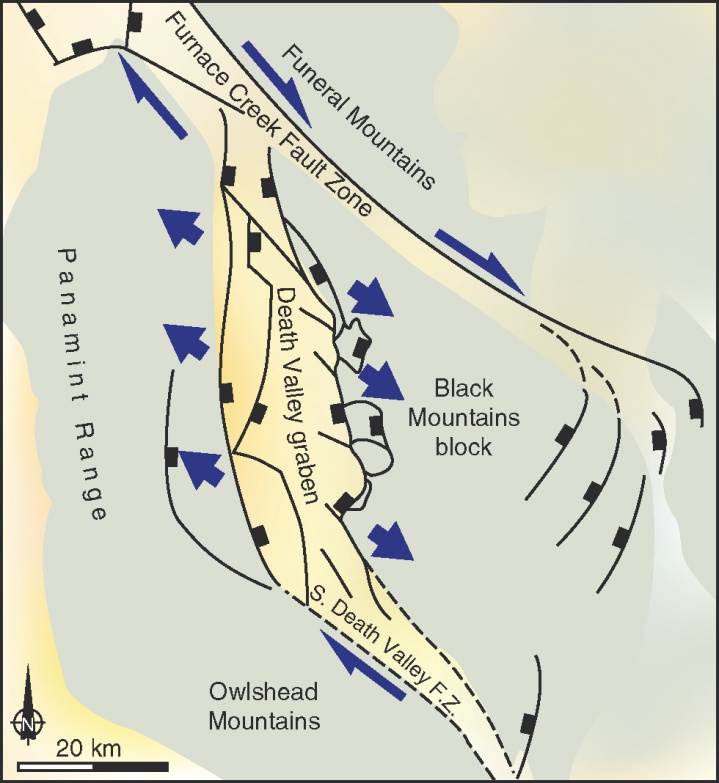 Funeral Mountains
Furnace Creek Fault Zone
Panamint Range
Death Valley graben
Black
Mountains
block
S. Death Valley F.Z.
Owlshead
Mountains
N
20 km